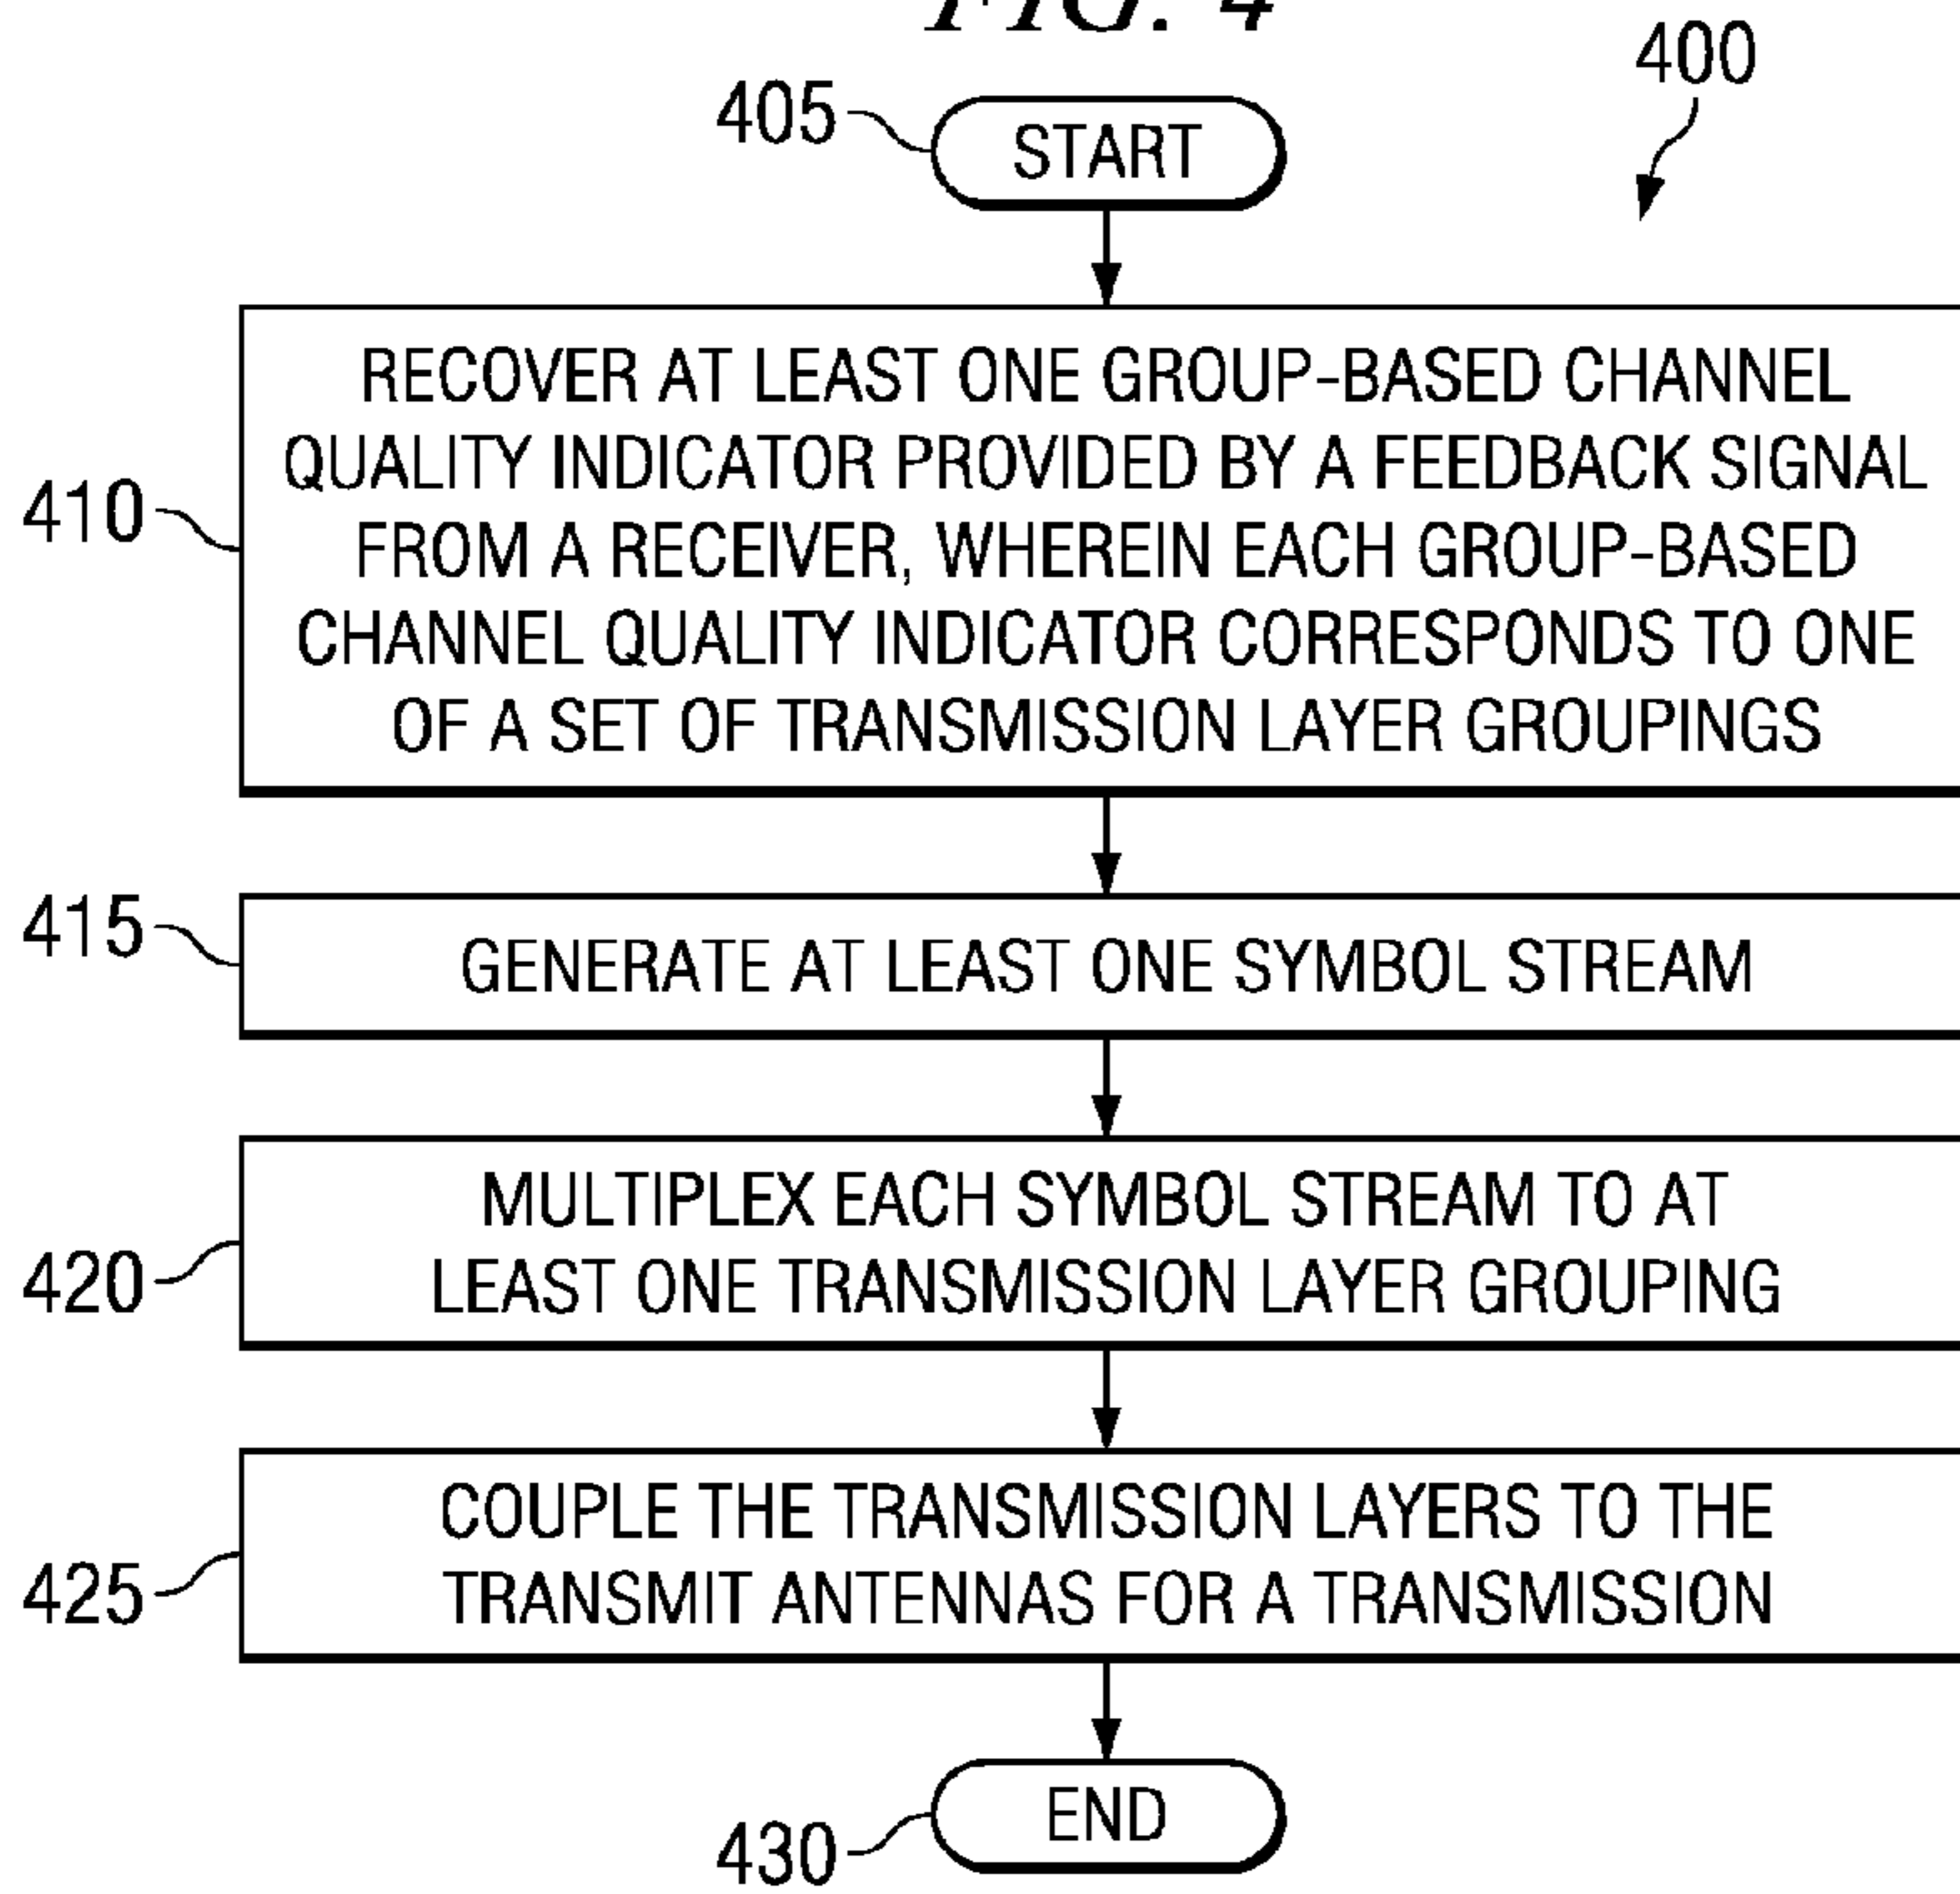 FIG. 4
400
405
START
RECOVER AT LEAST ONE GROUP-BASED CHANNEL
QUALITY INDICATOR PROVIDED BY A FEEDBACK SIGNAL
410
FROM A RECEIVER, WHEREIN EACH GROUP-BASED
CHANNEL QUALITY INDICATOR CORRESPONDS TO ONE
OF A SET OF TRANSMISSION LAYER GROUPINGS
415
GENERATE AT LEAST ONE SYMBOL STREAM
MULTIPLEX EACH SYMBOL STREAM TO AT
420
LEAST ONE TRANSMISSION LAYER GROUPING
COUPLE THE TRANSMISSION LAYERS TO THE
425
TRANSMIT ANTENNAS FOR A TRANSMISSION
END
430